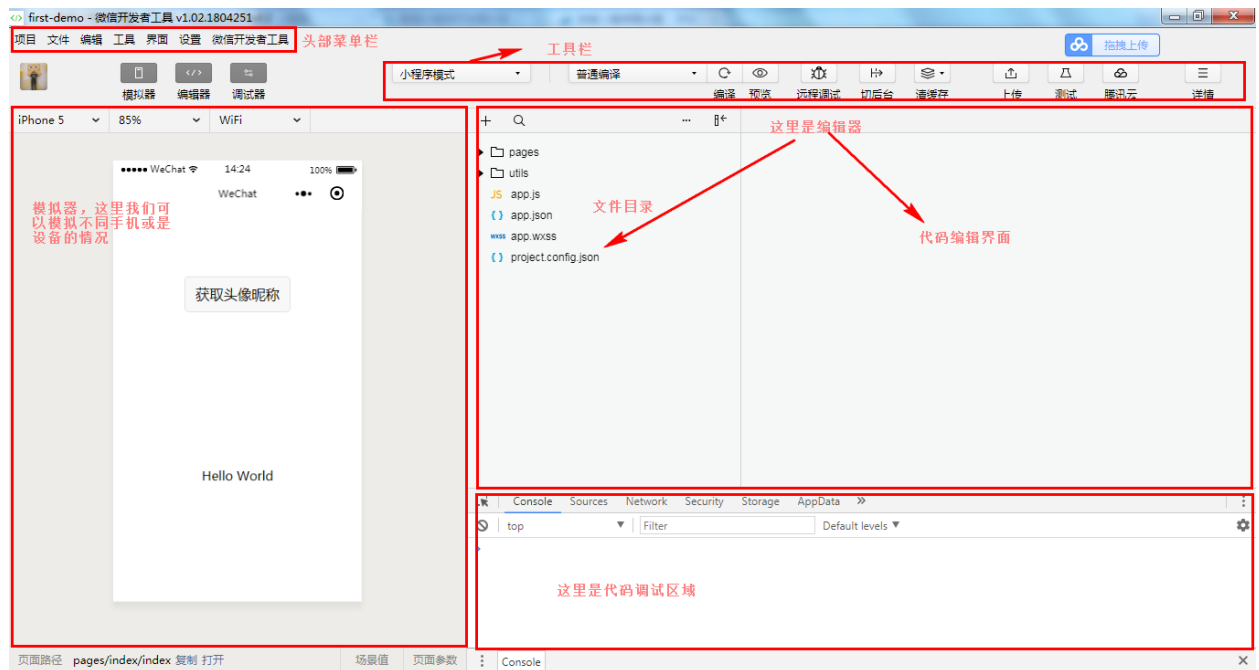 first-demo - 微信开发者工具 v1.02.1804251
项目 文件 编辑 工具 界面 设置 微信开发者工具 头部菜单栏
工具栏
拖拽上传
模拟器 编辑器 调试器
小程序模式 普通编译
编译 预览 远程调试 切后台 清缓存 上传 测试 腾讯云 详情
iPhone 5 85% WiFi
WeChat 14:24 100%
WeChat
模拟器，这里我们可
以模拟不同手机或是
设备的情况
获取头像昵称
Hello World
页面路径 pages/index/index 复制 打开 场景值 页面参数
这里是编辑器
pages
utils
JS app.js
{ } app.json
wxss app.wxss
{ } project.config.json
文件目录
代码编辑界面
Console Sources Network Security Storage AppData »
top Filter Default levels
这里是代码调试区域
Console